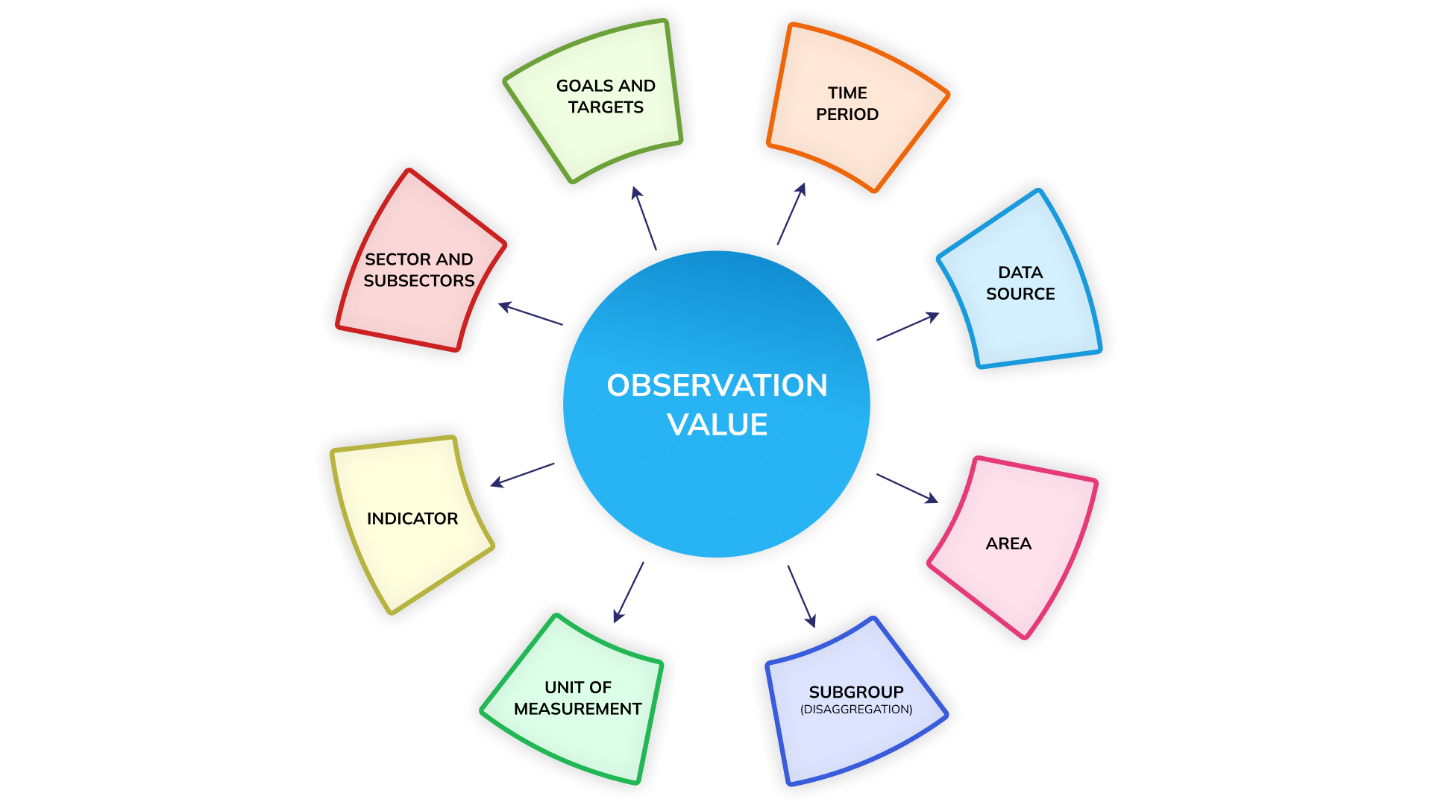 GOALS AND
TARGETS
TIME
PERIOD
SECTOR AND
SUBSECTORS
DATA
SOURCE
OBSERVATION
VALUE
INDICATOR
AREA
UNIT OF
MEASUREMENT
SUBGROUP
(DISAGGREGATION)